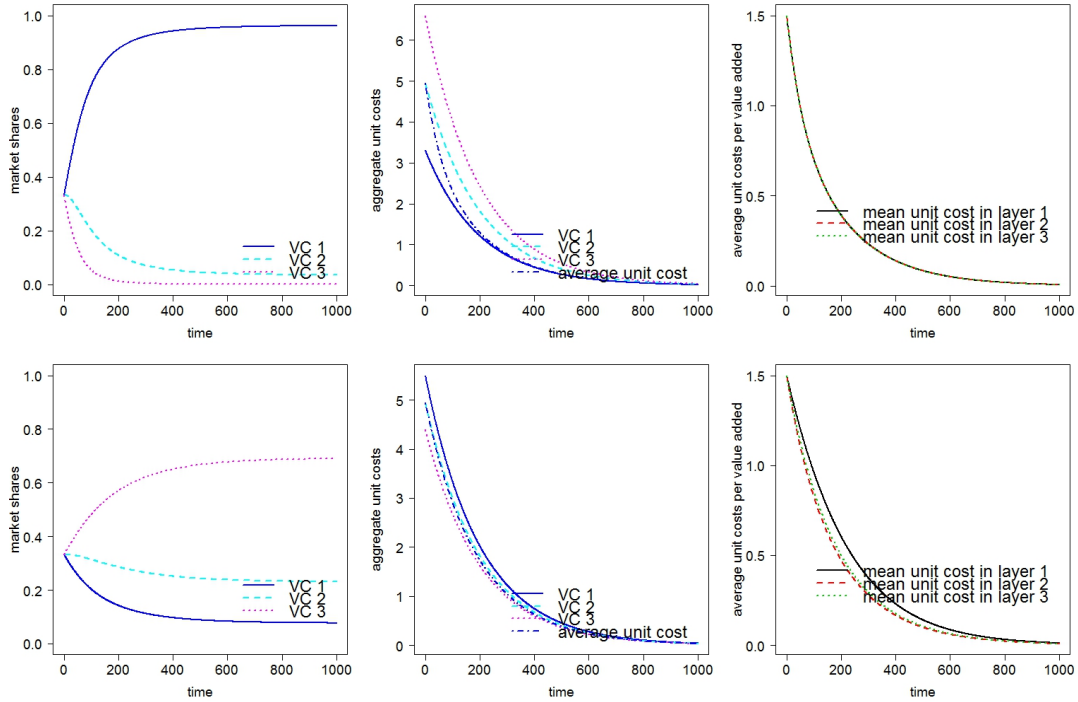 1.0
0.8
0.6
0.4
0.2
0.0
market shares
0 200 400 600 800 1000
time
VC 1
VC 2
VC 3
6
5
4
3
2
1
0
aggregate unit costs
0 200 400 600 800 1000
time
VC 1
VC 2
VC 3
average unit cost
1.5
1.0
0.5
0.0
average unit costs per value added
0 200 400 600 800 1000
time
mean unit cost in layer 1
mean unit cost in layer 2
mean unit cost in layer 3
1.0
0.8
0.6
0.4
0.2
0.0
market shares
0 200 400 600 800 1000
time
VC 1
VC 2
VC 3
5
4
3
2
1
0
aggregate unit costs
0 200 400 600 800 1000
time
VC 1
VC 2
VC 3
average unit cost
1.5
1.0
0.5
0.0
average unit costs per value added
0 200 400 600 800 1000
time
mean unit cost in layer 1
mean unit cost in layer 2
mean unit cost in layer 3